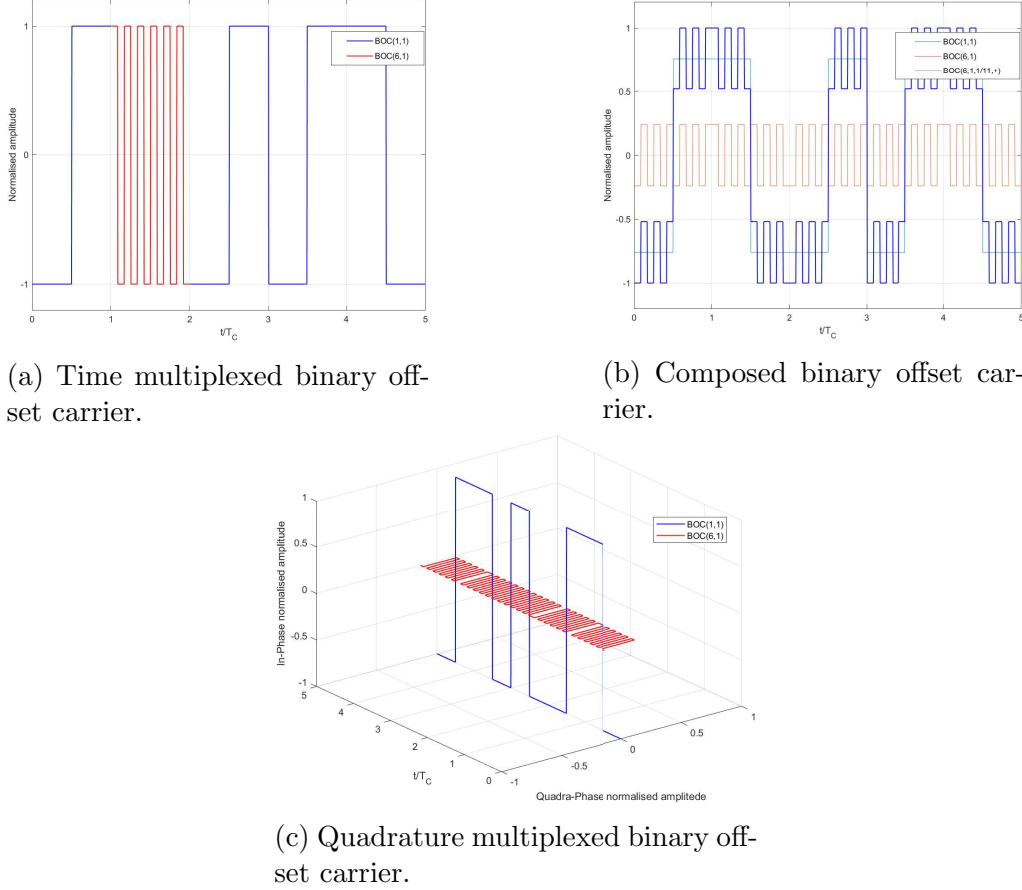 1
0
-1
Normalised amplitude
0 1 2 3 4 5
t/T_C
BOC(1,1)
BOC(6,1)
(a) Time multiplexed binary off-
set carrier.
1
0.5
0
-0.5
-1
Normalised amplitude
0 1 2 3 4 5
t/T_C
BOC(1,1)
BOC(6,1)
BOC(6,1,1/11,+)
(b) Composed binary offset car-
rier.
1
0.5
0
-0.5
-1
In-Phase normalised amplitude
5 4 3 2 1 0
t/T_C
-1 -0.5 0 0.5 1
Quadra-Phase normalised amplitede
BOC(1,1)
BOC(6,1)
(c) Quadrature multiplexed binary off-
set carrier.